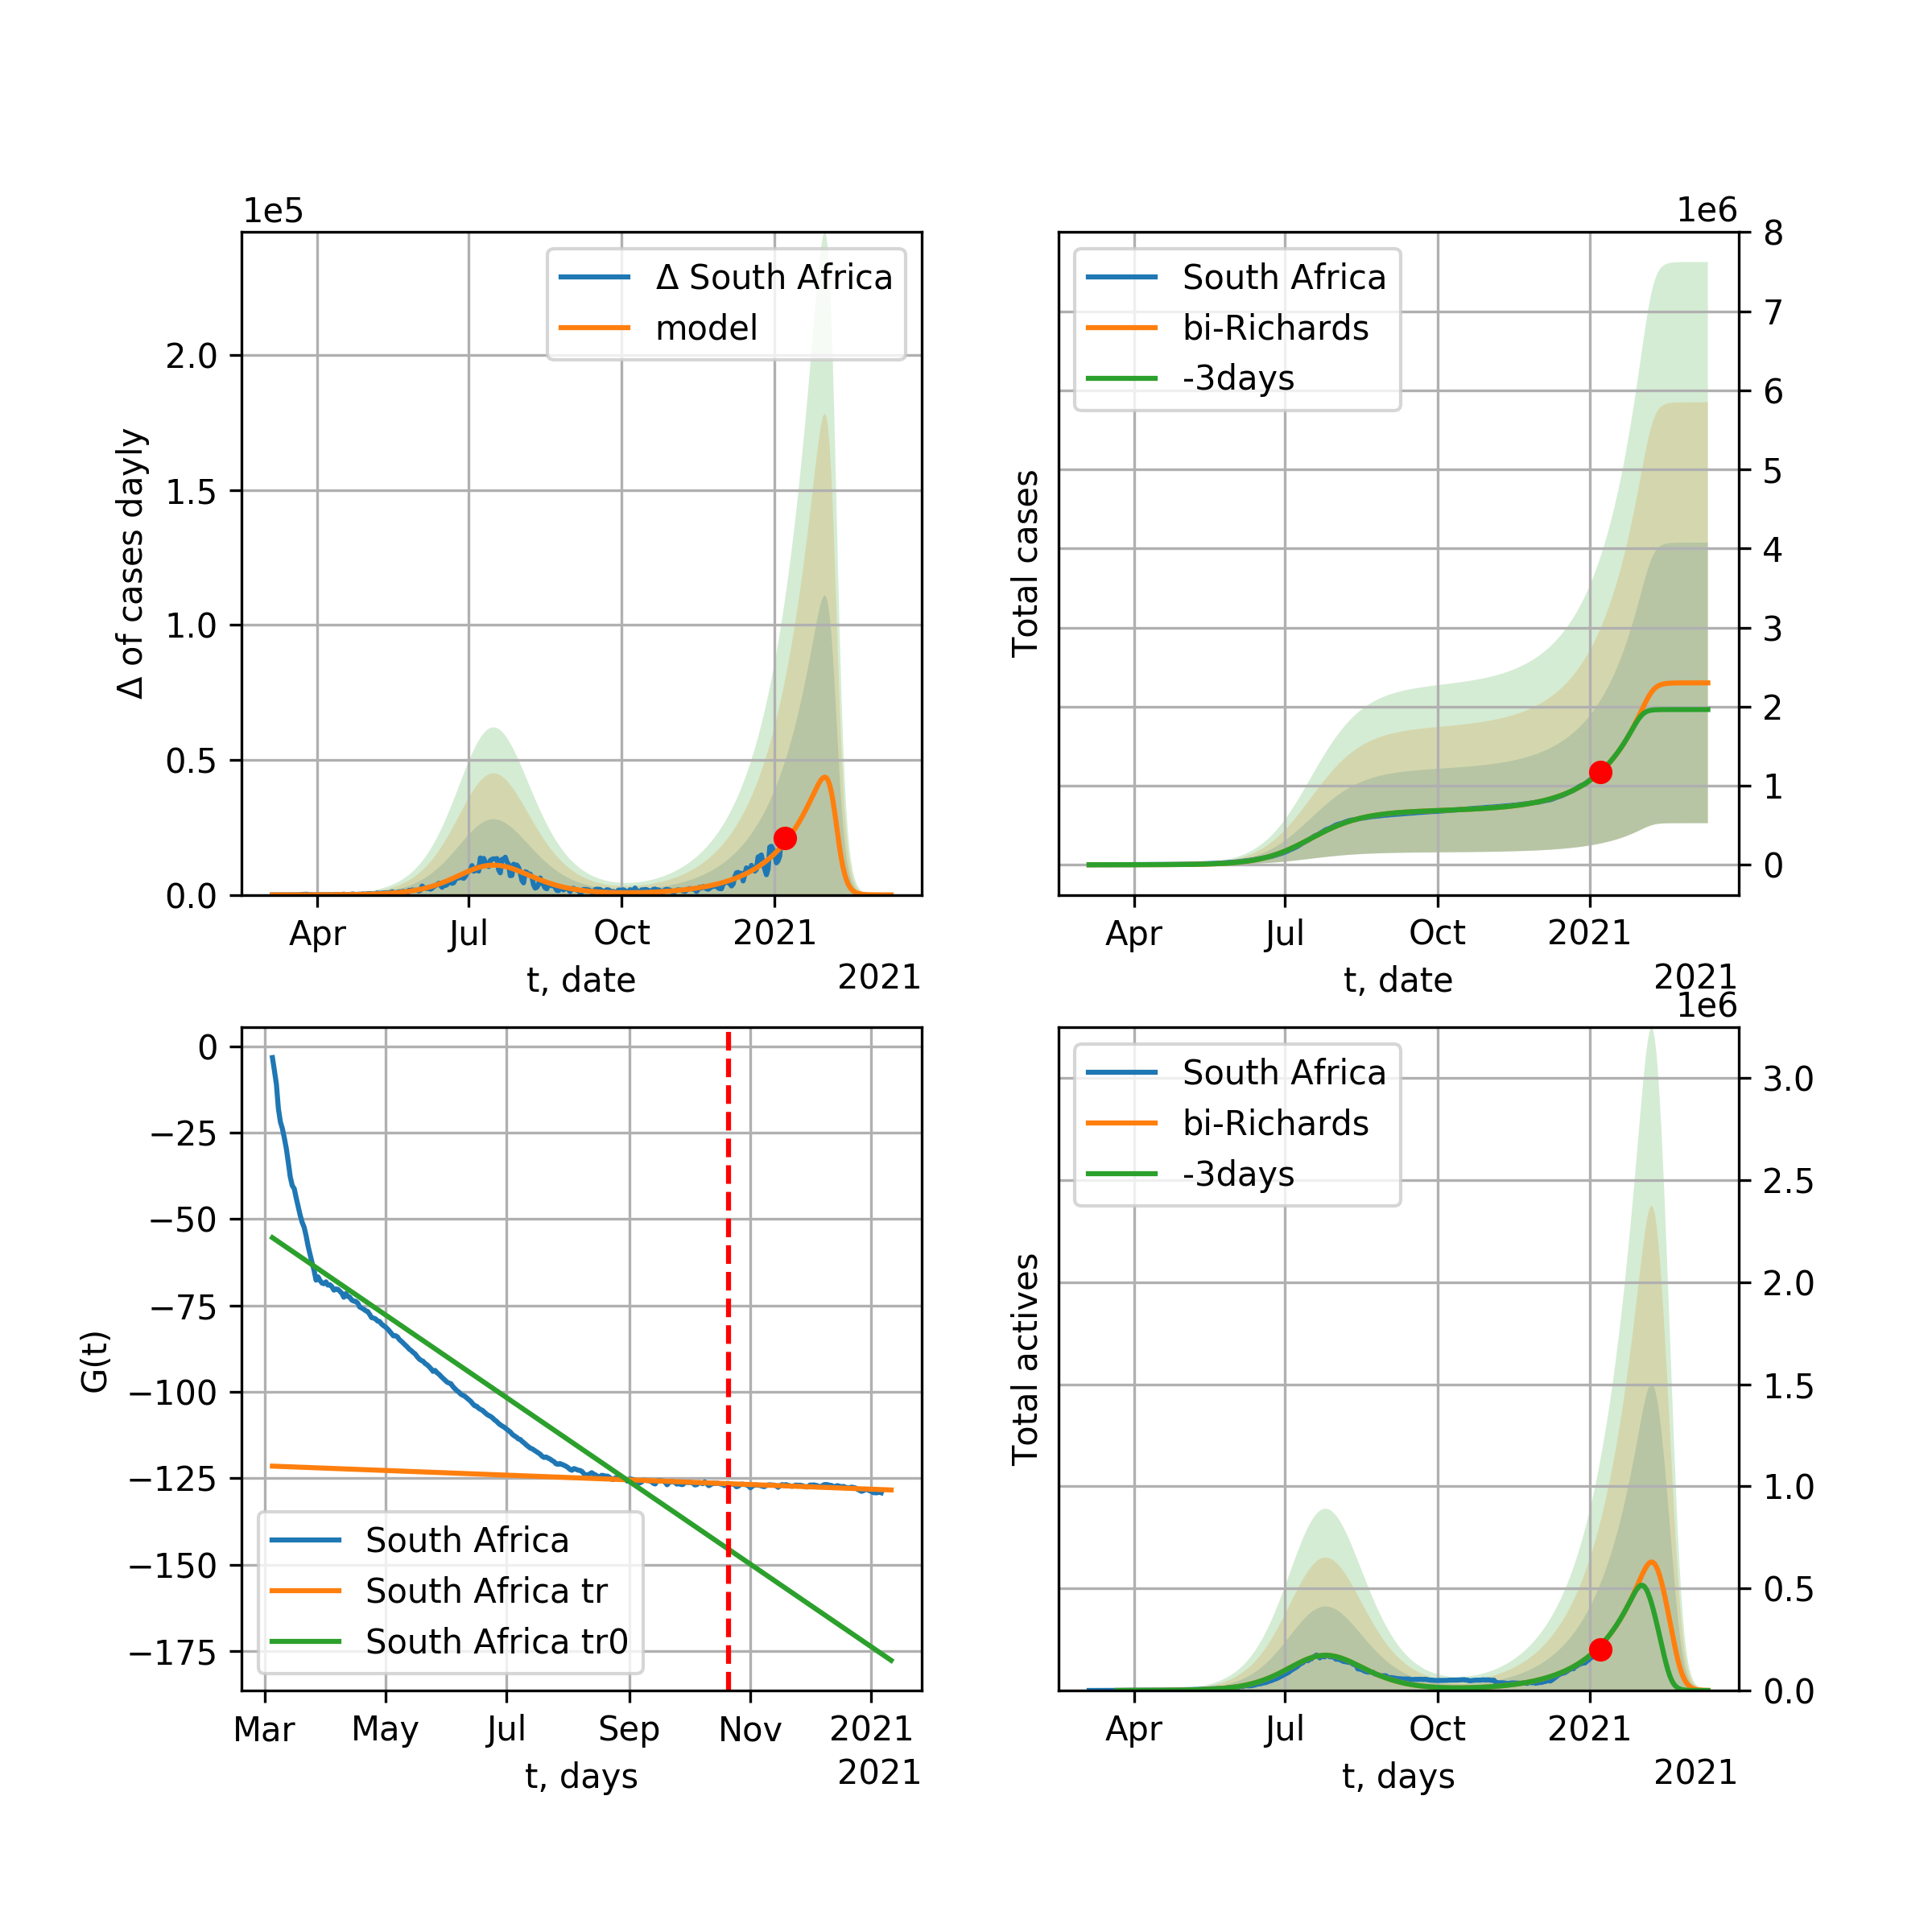 1e5
Δ South Africa
model
2.0
1.5
1.0
0.5
0.0
Δ of cases dayly
Apr Jul Oct 2021
t, date
2021
1e6
South Africa
bi-Richards
-3days
8
7
6
5
4
3
2
1
0
Total cases
Apr Jul Oct 2021
t, date
2021
0
−25
−50
−75
−100
−125
−150
−175
G(t)
South Africa
South Africa tr
South Africa tr0
Mar May Jul Sep Nov 2021
t, days
2021
1e6
South Africa
bi-Richards
-3days
3.0
2.5
2.0
1.5
1.0
0.5
0.0
Total actives
Apr Jul Oct 2021
t, days
2021